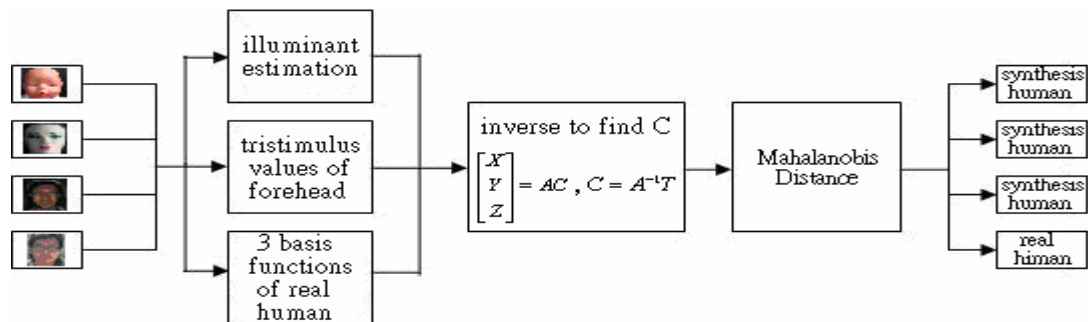 illuminant
estimation
tristimulus
values of
forehead
3 basis
functions
of real
human
inverse to find C
[X Y Z] = AC , C = A⁻¹T
Mahalanobis
Distance
synthesis
human
synthesis
human
synthesis
human
real
himan